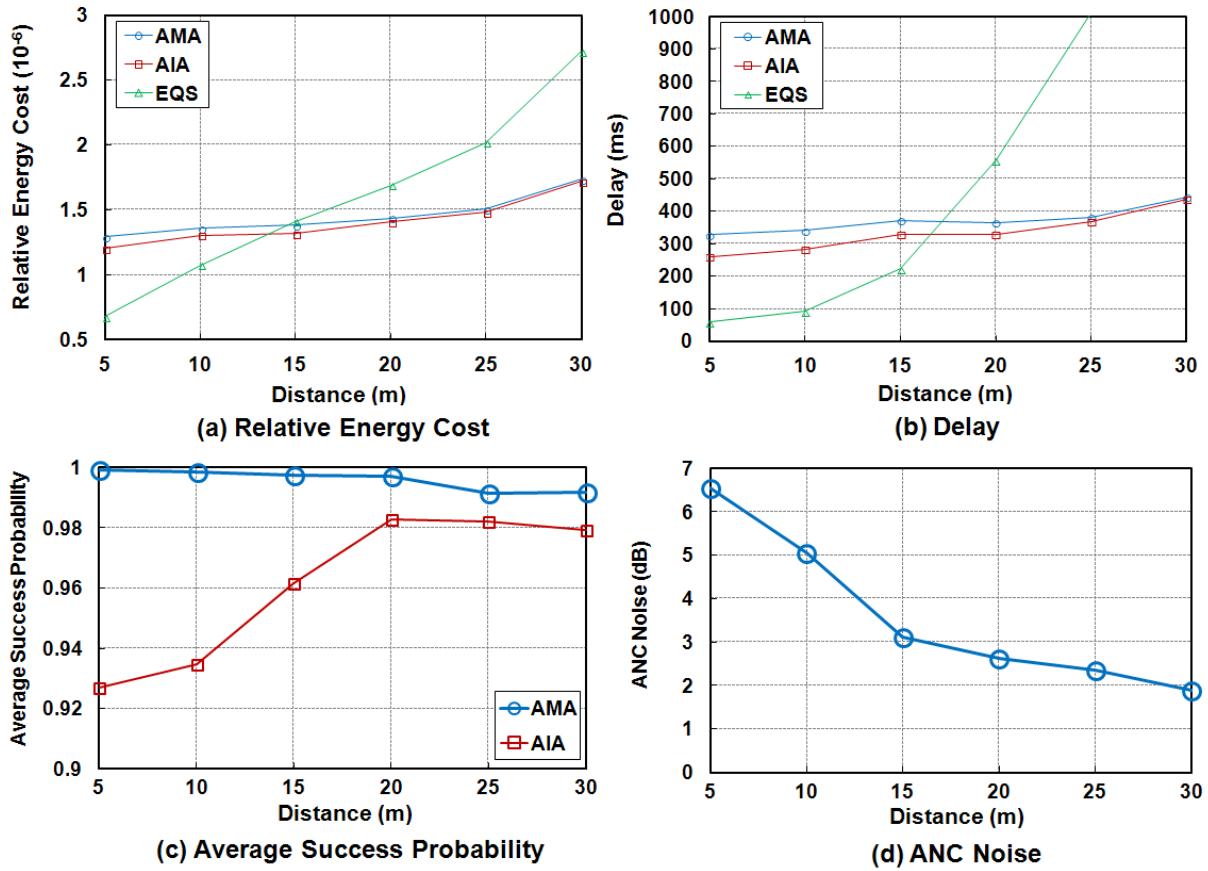 3
2.5
2
1.5
1
0.5
Relative Energy Cost (10⁻⁶)
AMA
AIA
EQS
5 10 15 20 25 30
Distance (m)
(a) Relative Energy Cost
1000
900
800
700
600
500
400
300
200
100
0
Delay (ms)
AMA
AIA
EQS
5 10 15 20 25 30
Distance (m)
(b) Delay
1
0.98
0.96
0.94
0.92
0.9
Average Success Probability
AMA
AIA
5 10 15 20 25 30
Distance (m)
(c) Average Success Probability
7
6
5
4
3
2
1
0
ANC Noise (dB)
5 10 15 20 25 30
Distance (m)
(d) ANC Noise